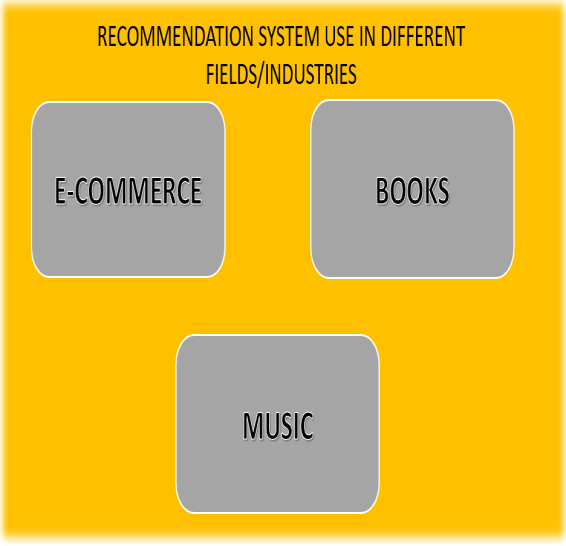 RECOMMENDATION SYSTEM USE IN DIFFERENT
FIELDS/INDUSTRIES
E-COMMERCE
BOOKS
MUSIC